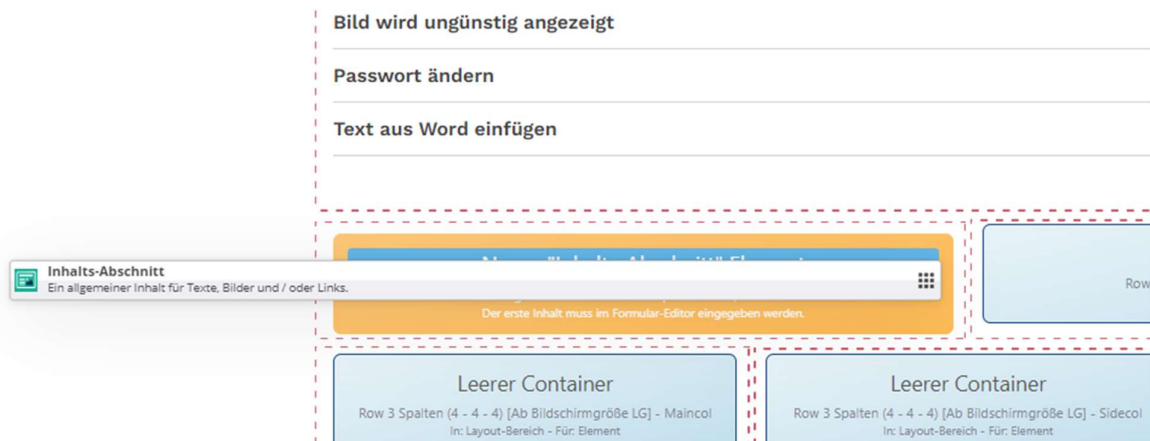 Bild wird ungünstig angezeigt
Passwort ändern
Text aus Word einfügen
Inhalts-Abschnitt
Ein allgemeiner Inhalt für Texte, Bilder und / oder Links.
Der erste Inhalt muss im Formular-Editor eingegeben werden.
Row
Leerer Container
Row 3 Spalten (4 - 4 - 4) [Ab Bildschirmgröße LG] - Maincol
In: Layout-Bereich - Für: Element
Leerer Container
Row 3 Spalten (4 - 4 - 4) [Ab Bildschirmgröße LG] - Sidecol
In: Layout-Bereich - Für: Element